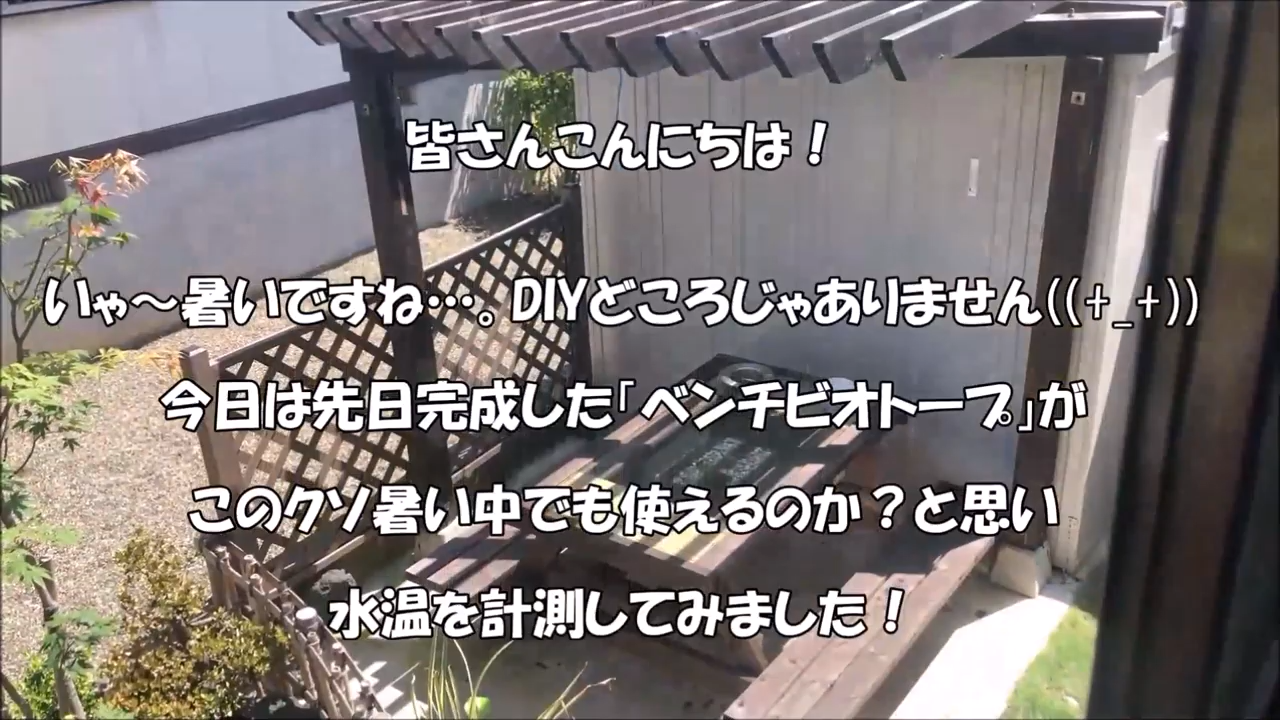 皆さんこんにちは！
いゃ～暑いですね…。DIYどころじゃありません((+_+))
今日は先日完成した「ベンチビオトープ」が
このクソ暑い中でも使えるのか？と思い
水温を計測してみました！